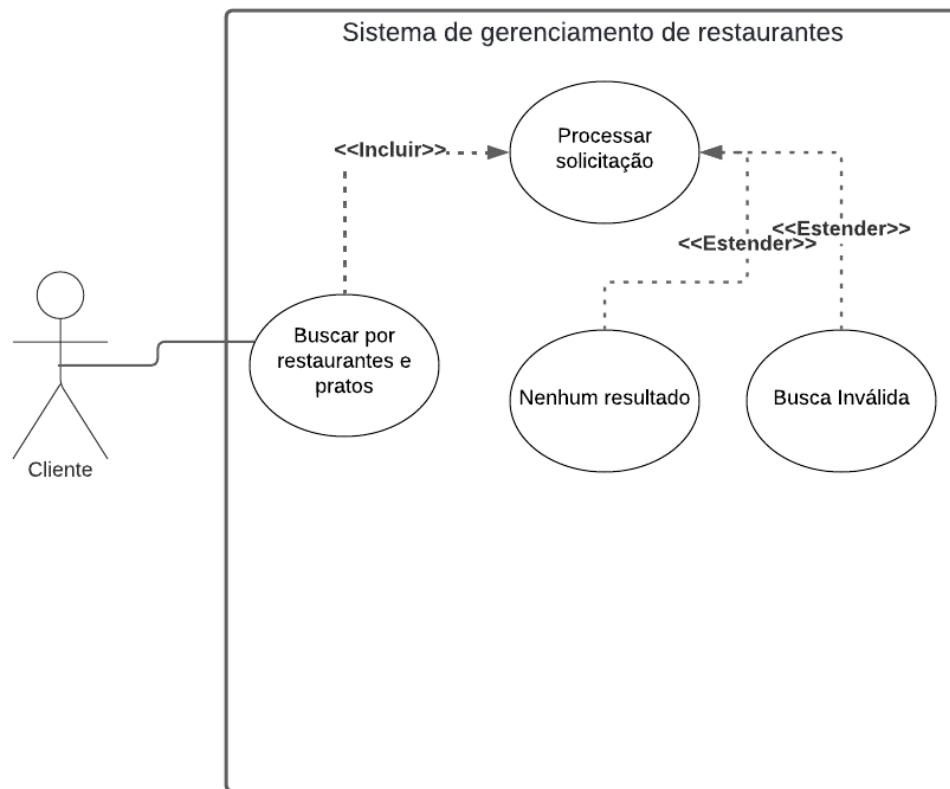 Sistema de gerenciamento de restaurantes
<<Incluir>>
Processar
solicitação
<<Estender>>
<<Estender>>
Buscar por
restaurantes e
pratos
Nenhum resultado
Busca Inválida
Cliente